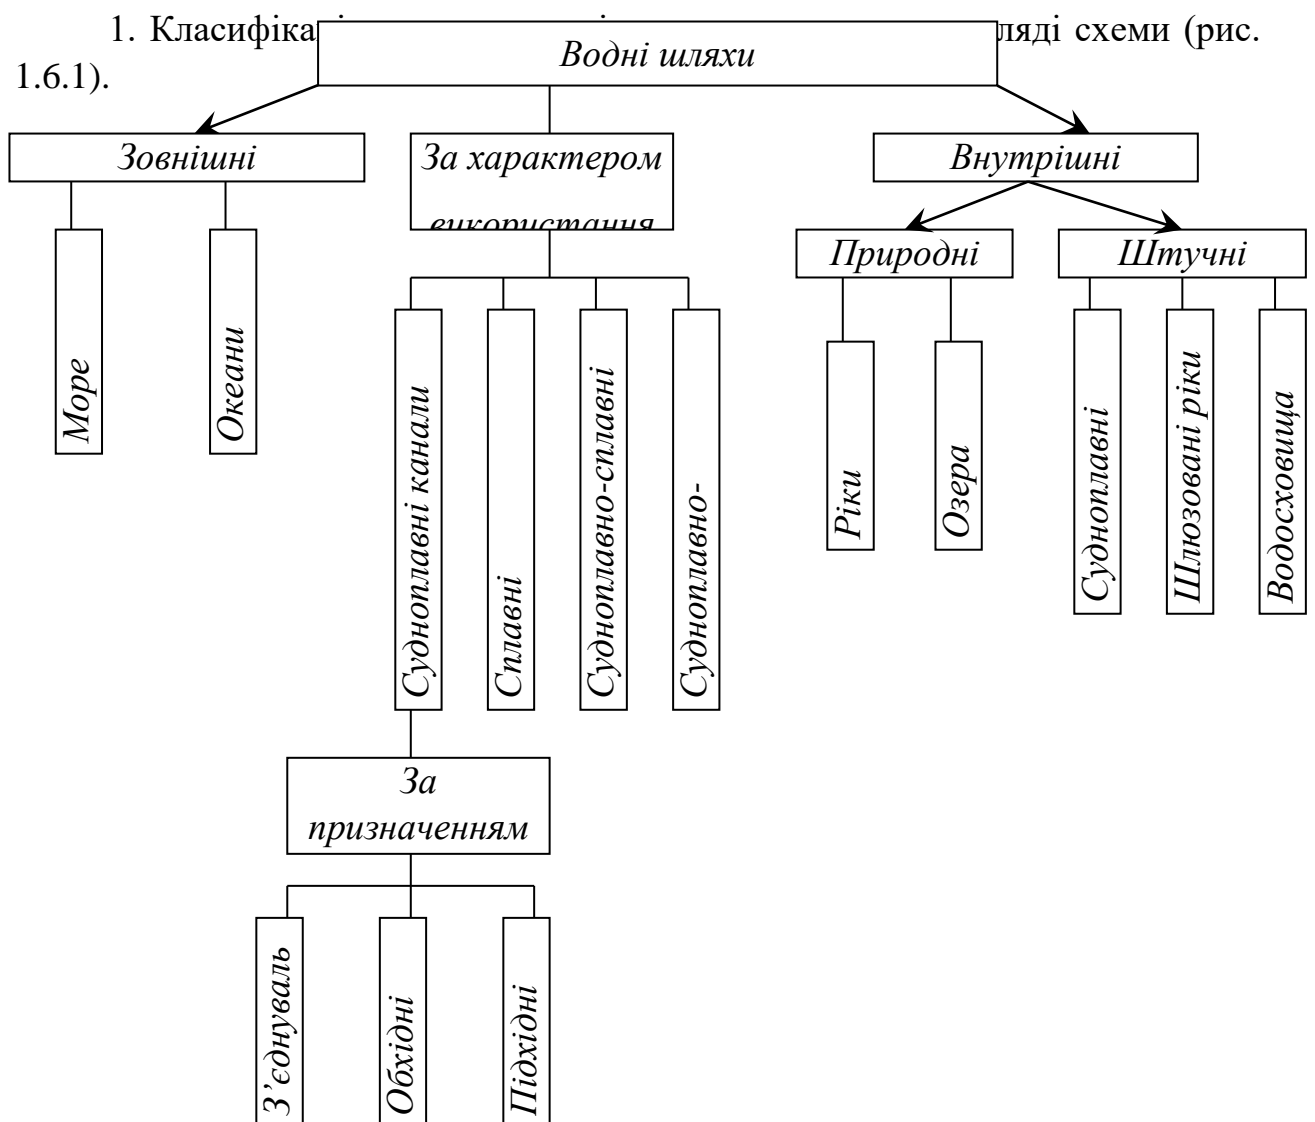 1. Класифіка ляді схеми (рис.
1.6.1).
Водні шляхи
Зовнішні
За характером
використання
Внутрішні
Природні
Штучні
Море
Океани
Судноплавні канали
Сплавні
Судноплавно-сплавні
Судноплавно-
Ріки
Озера
Судноплавні
Шлюзовані ріки
Водосховища
За
призначенням
З’єднуваль
Обхідні
Підхідні